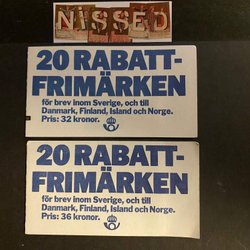 NiSSED
20 RABATT-
FRIMÄRKEN
för brev inom Sverige, och till
Danmark, Finland, Island och Norge.
Pris: 32 kronor.
20 RABATT-
FRIMÄRKEN
för brev inom Sverige, och till
Danmark, Finland, Island och Norge.
Pris: 36 kronor.